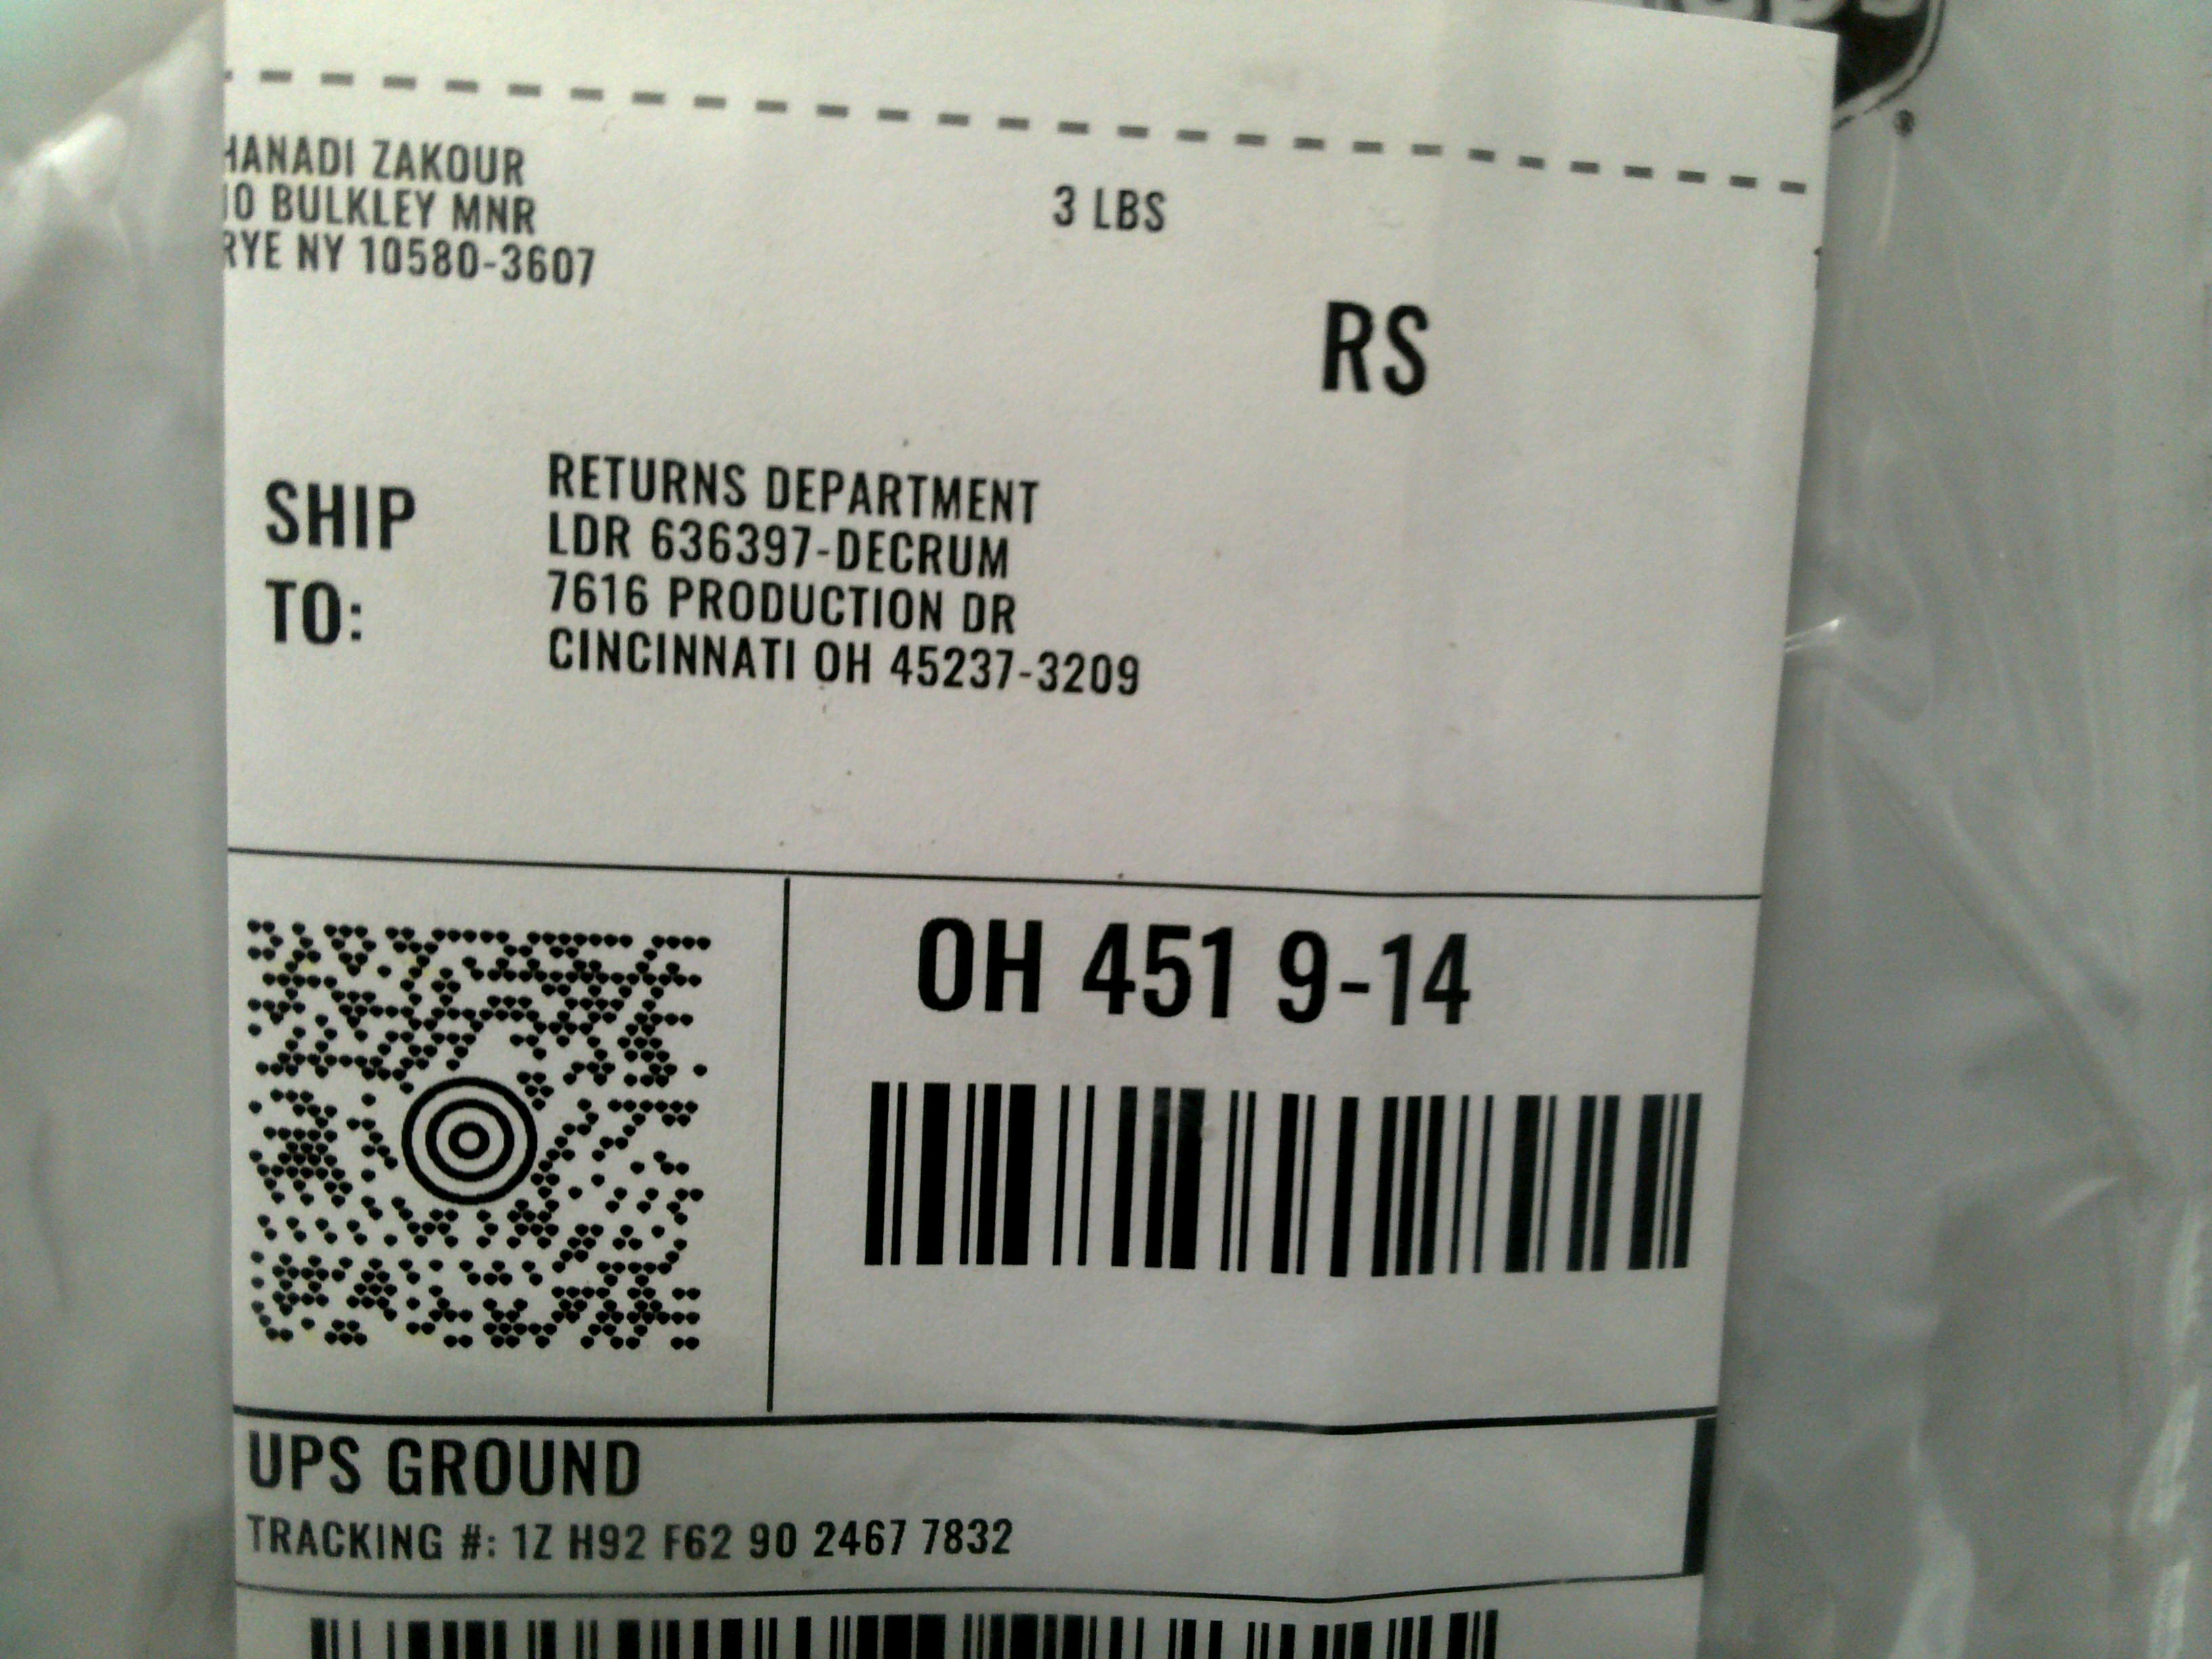 HANADI ZAKOUR
10 BULKLEY MNR
RYE NY 10580-3607
3 LBS
RS
SHIP
TO:
RETURNS DEPARTMENT
LDR 636397-DECRUM
7616 PRODUCTION DR
CINCINNATI OH 45237-3209
OH 451 9-14
UPS GROUND
TRACKING #: 1Z H92 F62 90 2467 7832